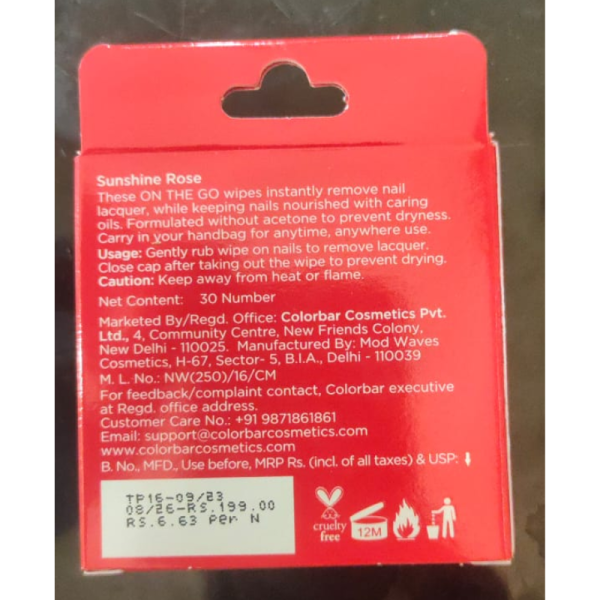 Sunshine Rose
These ON THE GO wipes instantly remove nail
lacquer, while keeping nails nourished with caring
oils. Formulated without acetone to prevent dryness.
Carry in your handbag for anytime, anywhere use.
Usage: Gently rub wipe on nails to remove lacquer.
Close cap after taking out the wipe to prevent drying.
Caution: Keep away from heat or flame.
Net Content: 30 Number
Marketed By/Regd. Office: Colorbar Cosmetics Pvt.
Ltd., 4, Community Centre, New Friends Colony,
New Delhi - 110025. Manufactured By: Mod Waves
Cosmetics, H-67, Sector- 5, B.I.A., Delhi - 110039
M. L. No.: NW(250)/16/CM
For feedback/complaint contact, Colorbar executive
at Regd. office address.
Customer Care No.: +91 9871861861
Email: support@colorbarcosmetics.com
www.colorbarcosmetics.com
B. No., MFD., Use before, MRP Rs. (incl. of all taxes) & USP:
TP16-09/23
08/26-RS.199.00
RS.6.63 Per N
cruelty
free
12M